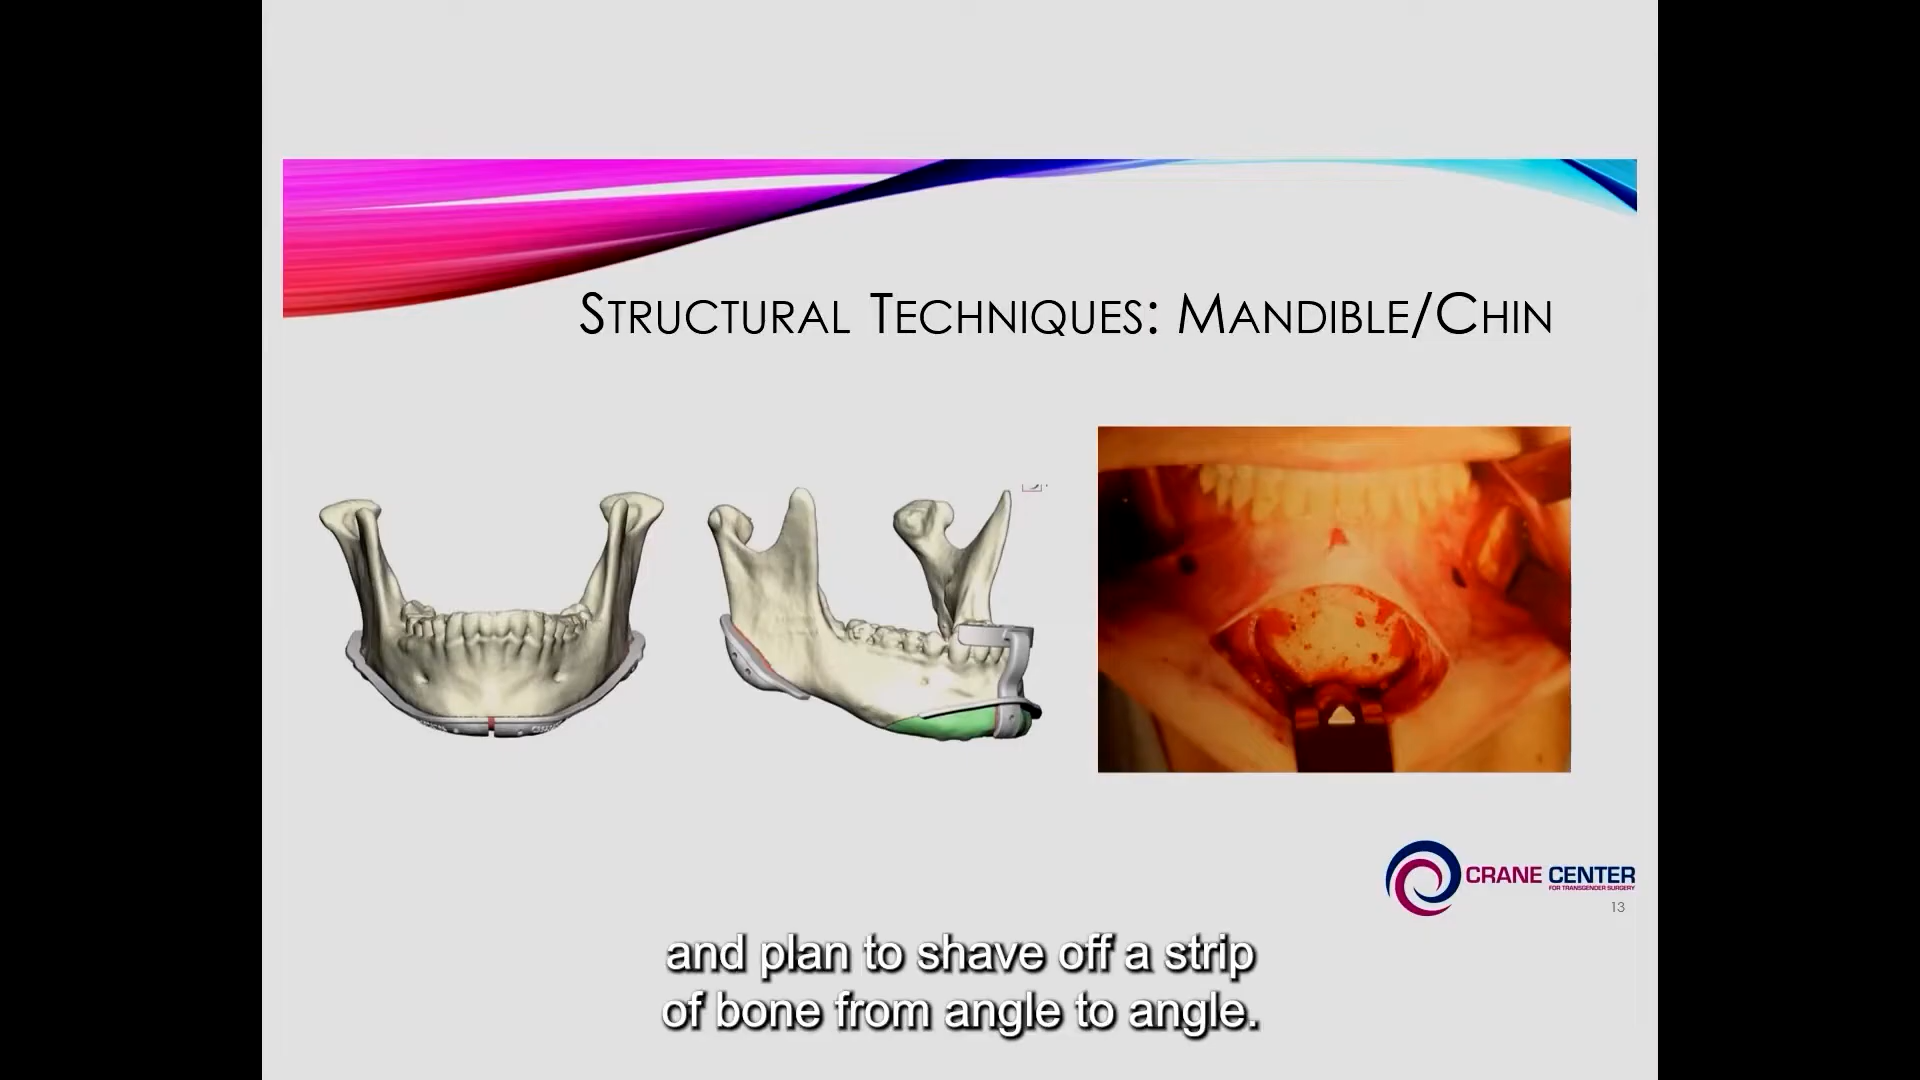 Structural Techniques: Mandible/Chin
CRANE CENTER
FOR TRANSGENDER SURGERY
13
and plan to shave off a strip
of bone from angle to angle.